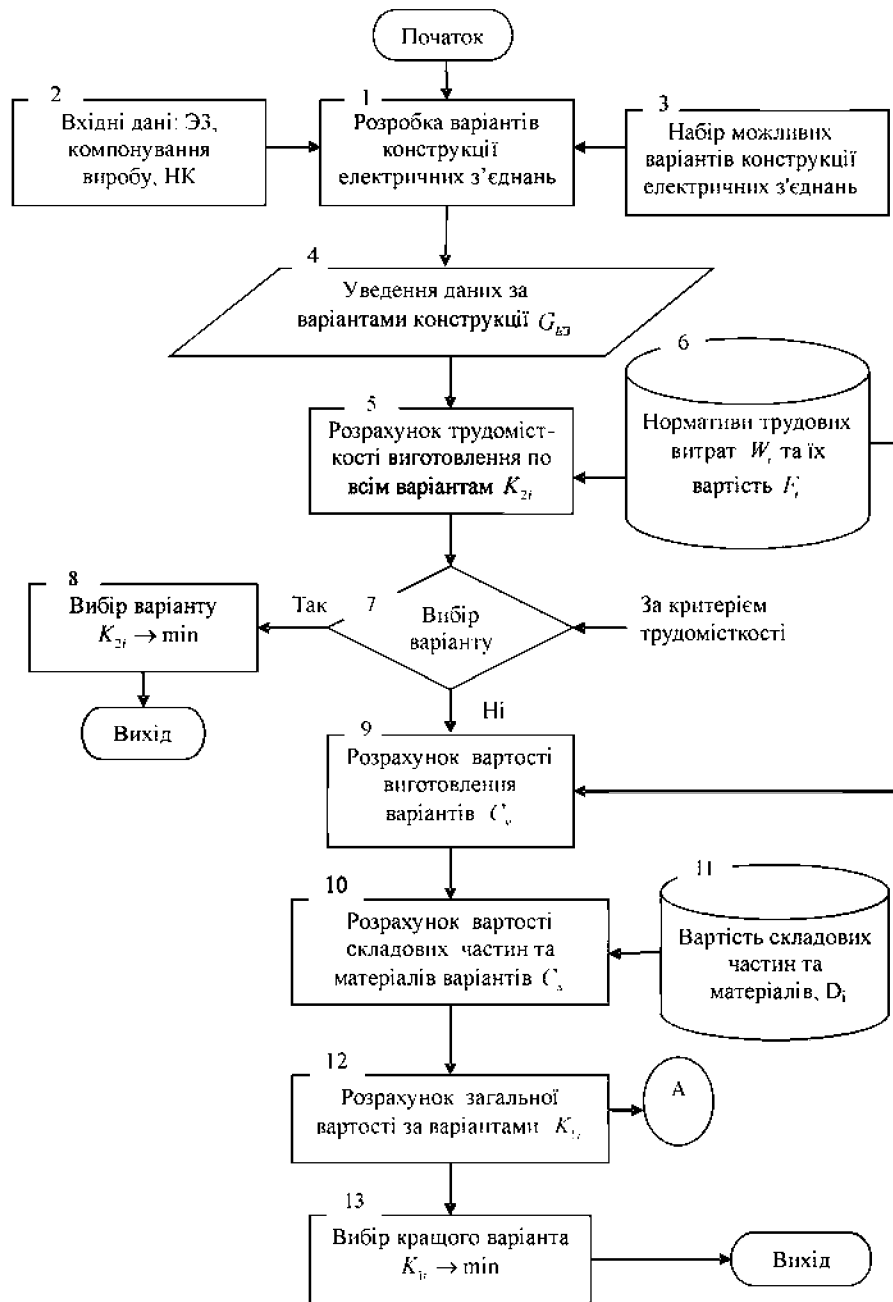 Початок
2
Вхідні дані: ЭЗ,
компонування
виробу, НК
1
Розробка варіантів
конструкції
електричних з’єднань
3
Набір можливих
варіантів конструкції
електричних з'єднань
4
Уведення даних за
варіантами конструкції
5
Розрахунок трудоміст-
кості виготовлення по
всім варіантам K₂ᵢ
6
Нормативи трудових
витрат W та їх
вартість
7
Вибір
варіанту
За критерієм
трудомісткості
Так
8
Вибір варіанту
K₂ᵢ → min
Вихід
Ні
9
Розрахунок вартості
виготовлення
варіантів
10
Розрахунок вартості
складових частин та
матеріалів варіантів
11
Вартість складових
частин та
матеріалів, Dᵢ
12
Розрахунок загальної
вартості за варіантами K₁ᵢ
А
13
Вибір кращого варіанта
K₁ᵢ → min
Вихід